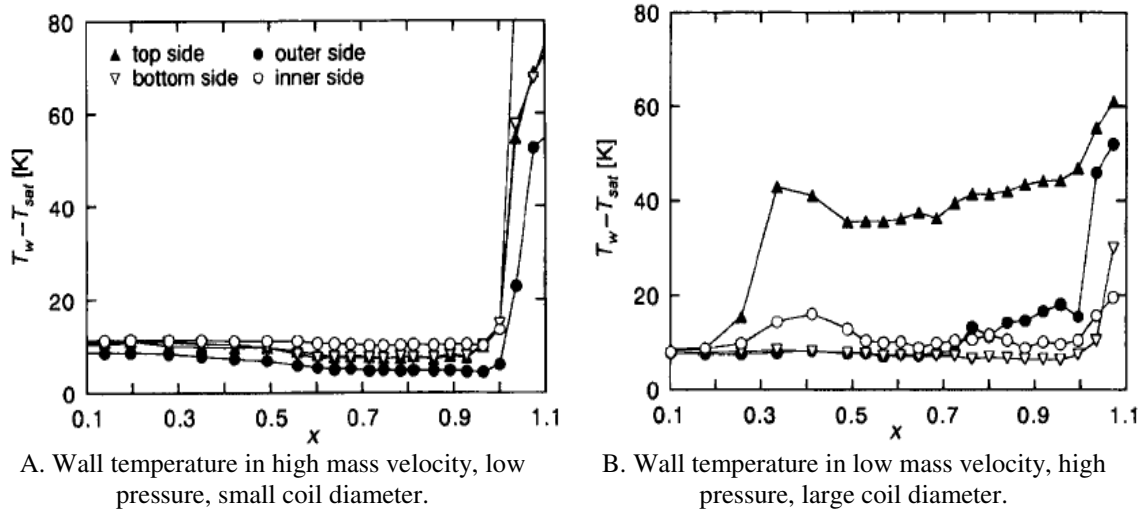 80
▲ top side ● outer side
▽ bottom side ○ inner side
60
T_w − T_sat [K]
40
20
0
0.1 0.3 0.5 0.7 0.9 1.1
x
A. Wall temperature in high mass velocity, low
pressure, small coil diameter.
80
60
T_w − T_sat [K]
40
20
0
0.1 0.3 0.5 0.7 0.9 1.1
x
B. Wall temperature in low mass velocity, high
pressure, large coil diameter.